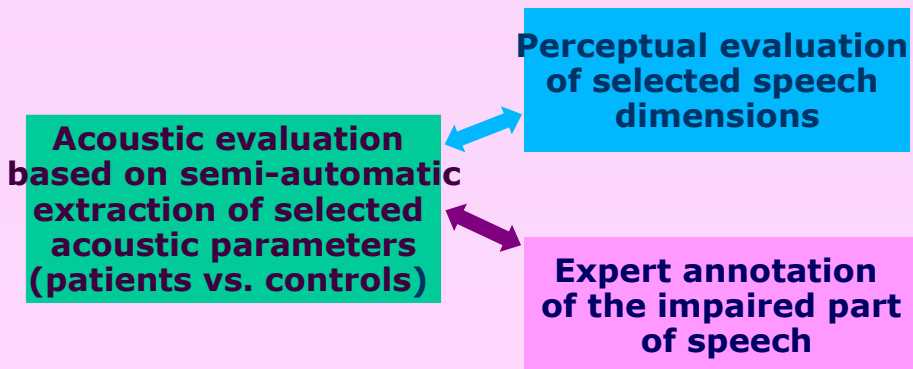 Acoustic evaluation
based on semi-automatic
extraction of selected
acoustic parameters
(patients vs. controls)
Perceptual evaluation
of selected speech
dimensions
Expert annotation
of the impaired part
of speech